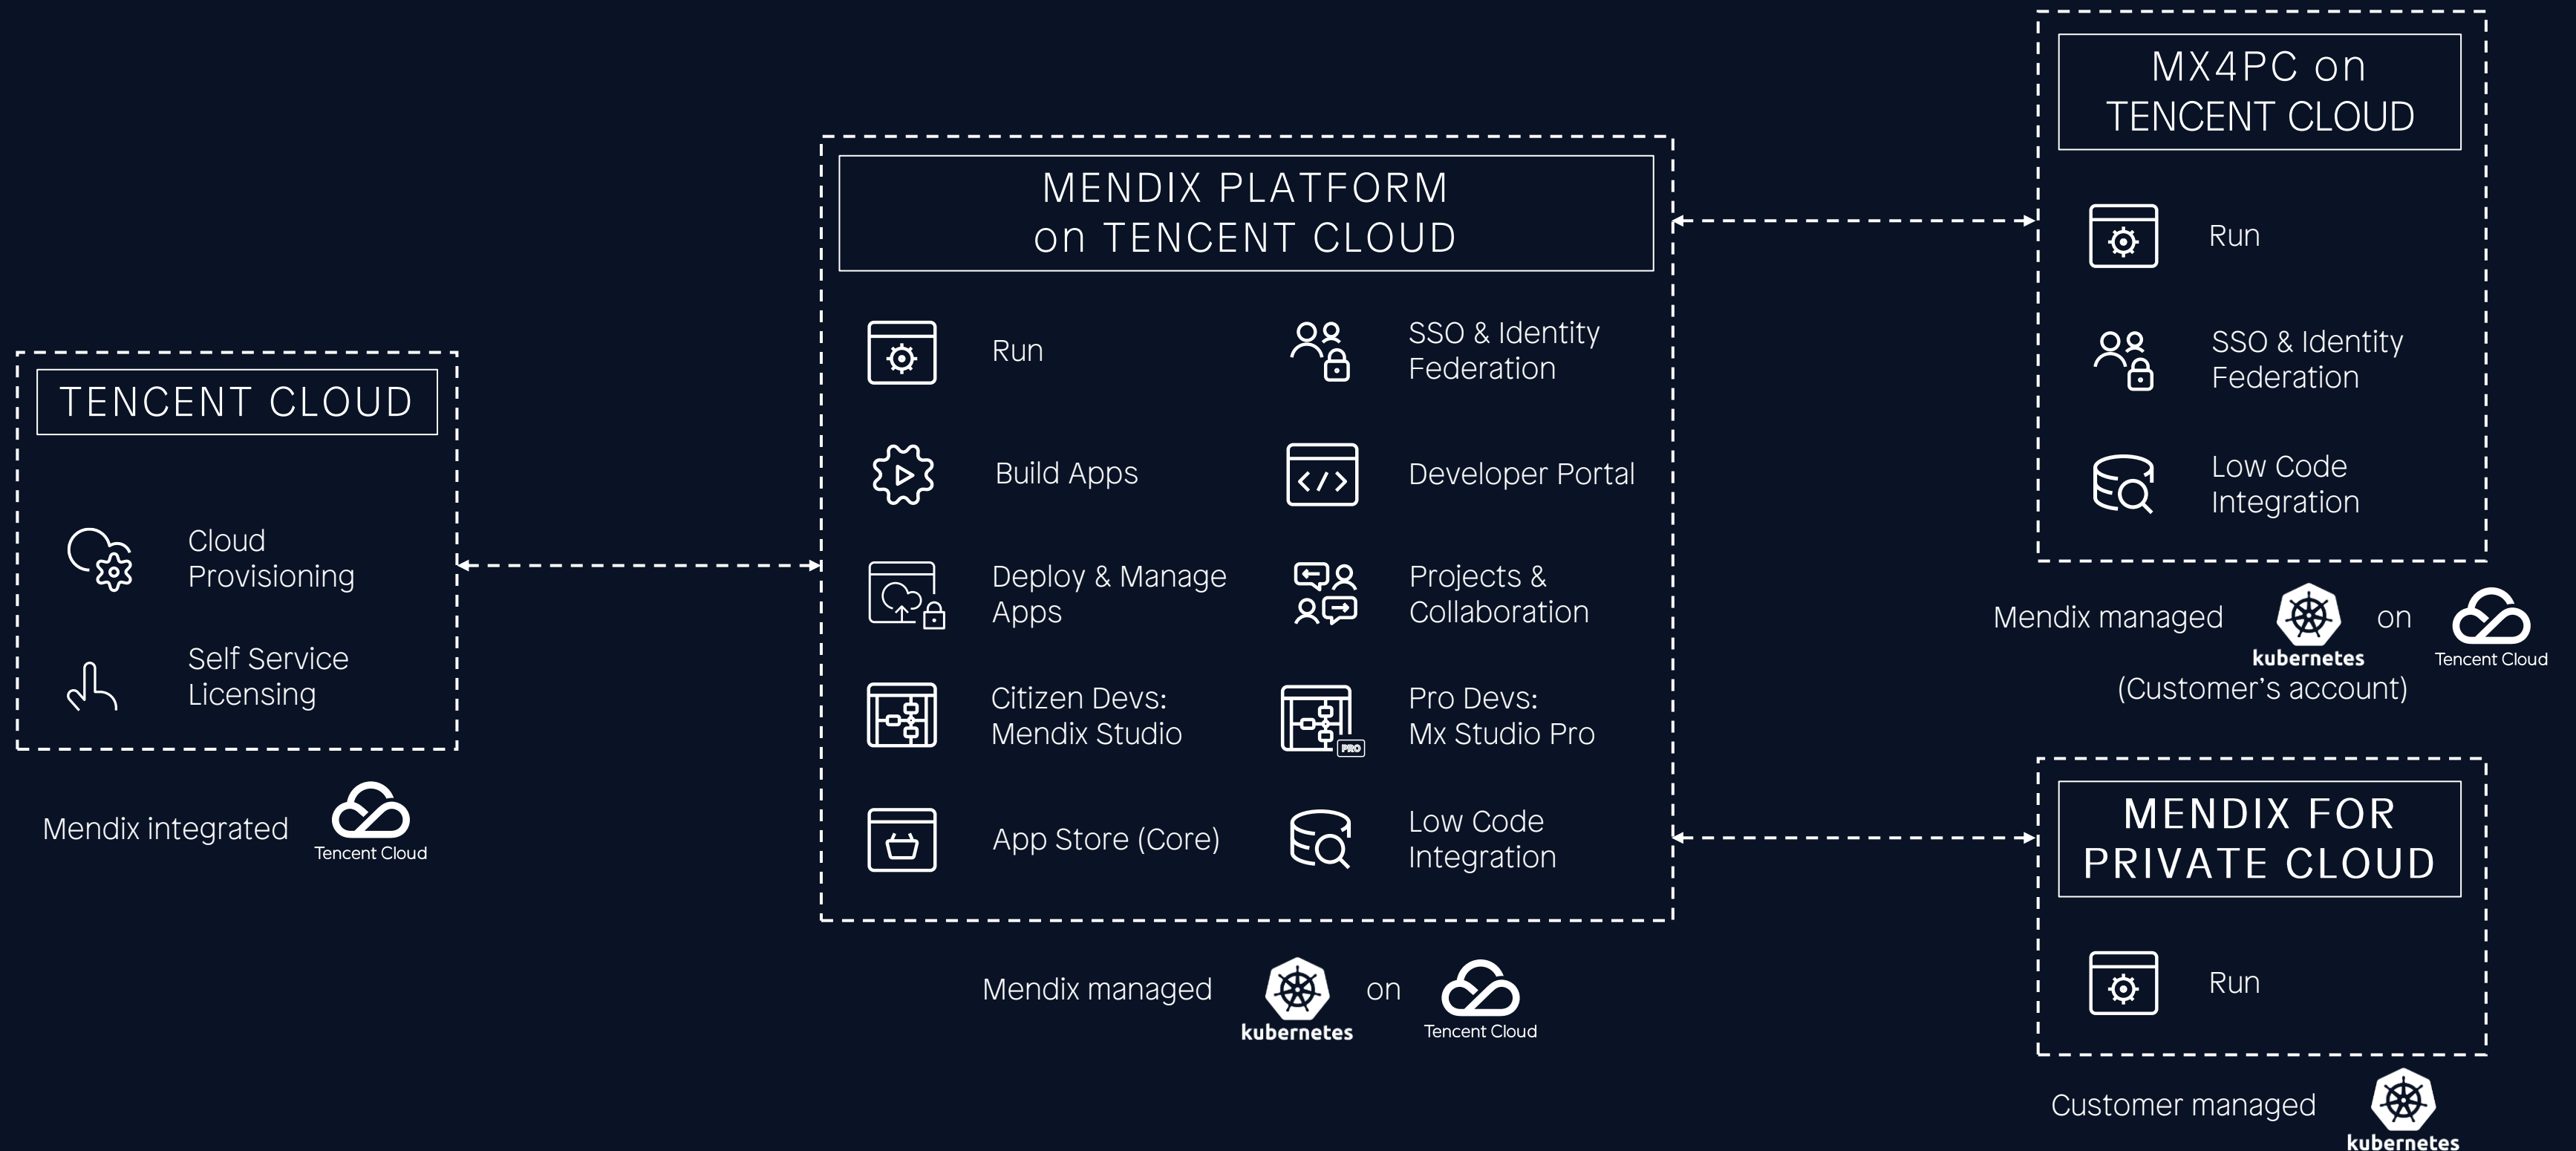 TENCENT CLOUD
Cloud
Provisioning
Self Service
Licensing
Mendix integrated
Tencent Cloud
MENDIX PLATFORM
on TENCENT CLOUD
Run
SSO & Identity
Federation
Build Apps
Developer Portal
Deploy & Manage
Apps
Projects &
Collaboration
Citizen Devs:
Mendix Studio
Pro Devs:
Mx Studio Pro
PRO
App Store (Core)
Low Code
Integration
Mendix managed
kubernetes
on
Tencent Cloud
MX4PC on
TENCENT CLOUD
Run
SSO & Identity
Federation
Low Code
Integration
Mendix managed
kubernetes
on
Tencent Cloud
(Customer’s account)
MENDIX FOR
PRIVATE CLOUD
Run
Customer managed
kubernetes